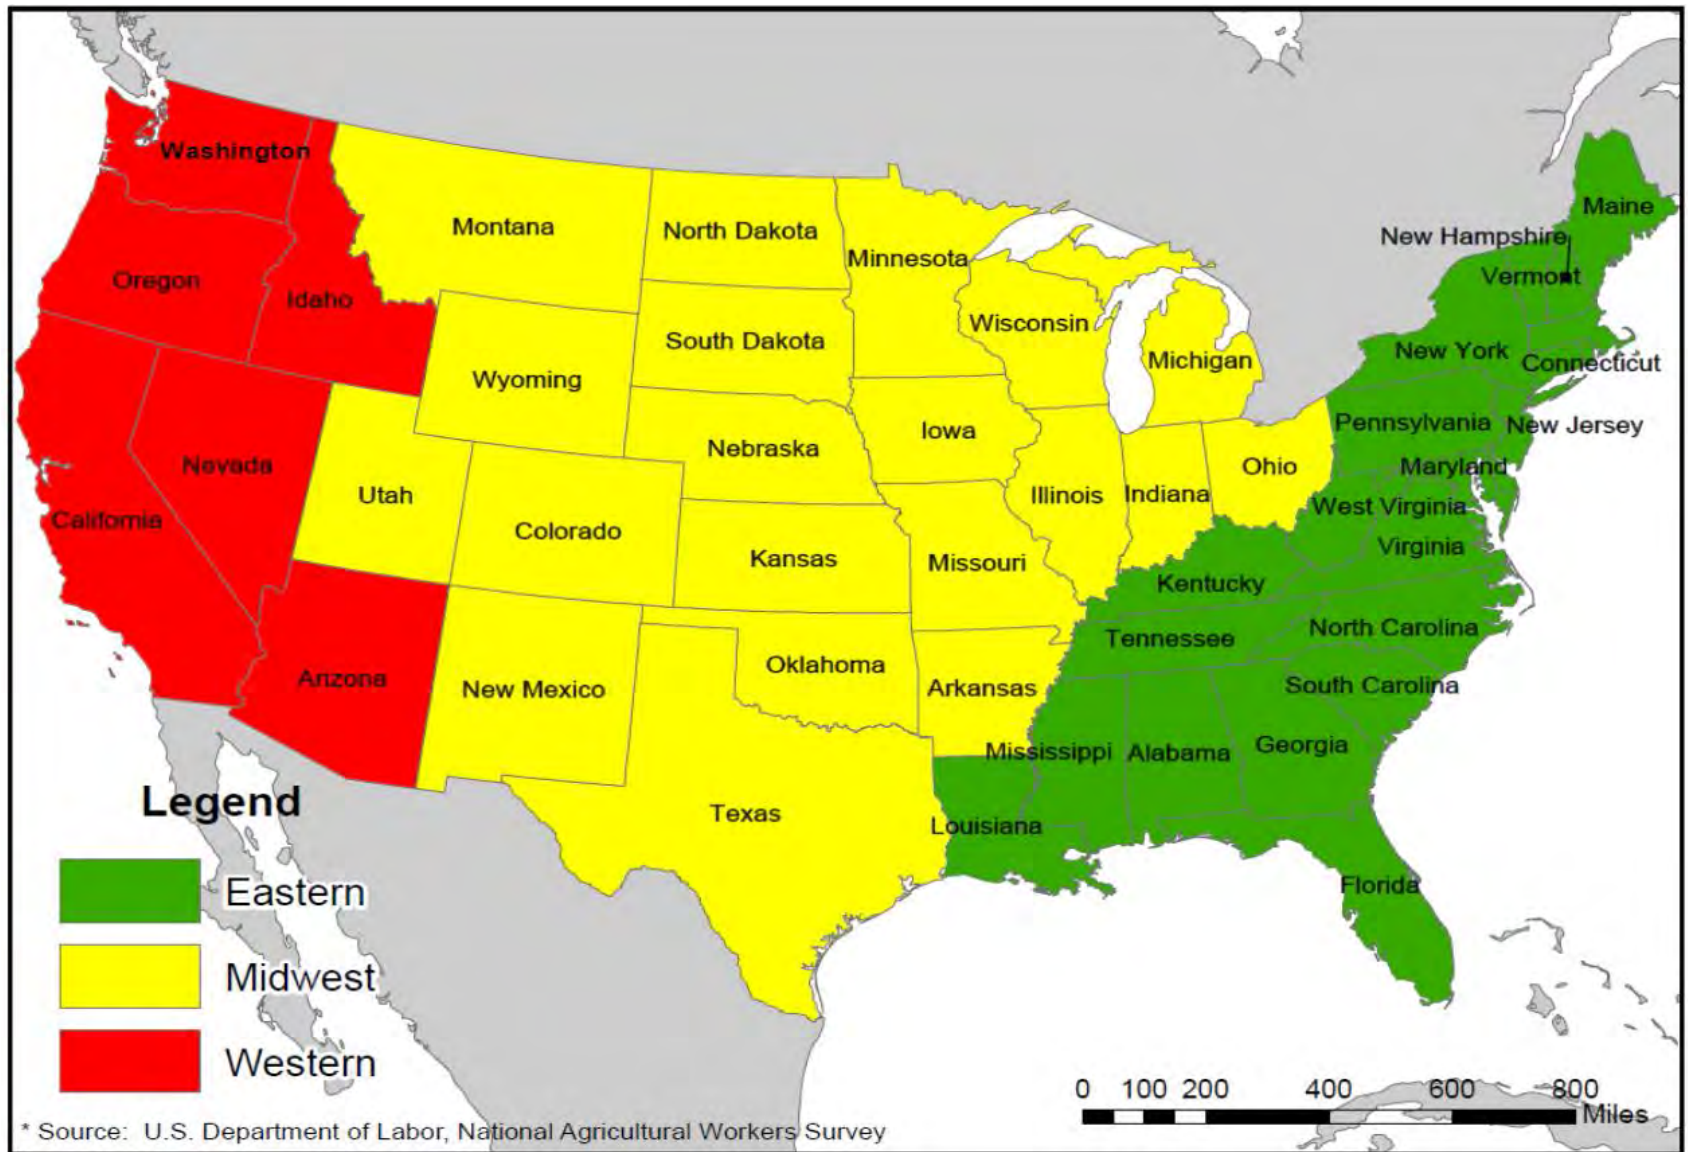 Washington
Montana
North Dakota
Minnesota
Maine
New Hampshire
Vermont
Oregon
Idaho
South Dakota
Wisconsin
Michigan
New York
Connecticut
Wyoming
Nebraska
Iowa
Pennsylvania
New Jersey
Nevada
Utah
Colorado
Illinois
Indiana
Ohio
Maryland
West Virginia
California
Kansas
Missouri
Virginia
Kentucky
Arizona
New Mexico
Oklahoma
Arkansas
Tennessee
North Carolina
South Carolina
Mississippi
Alabama
Georgia
Texas
Louisiana
Florida
Legend
Eastern
Midwest
Western
0 100 200 400 600 800
Miles
* Source: U.S. Department of Labor, National Agricultural Workers Survey